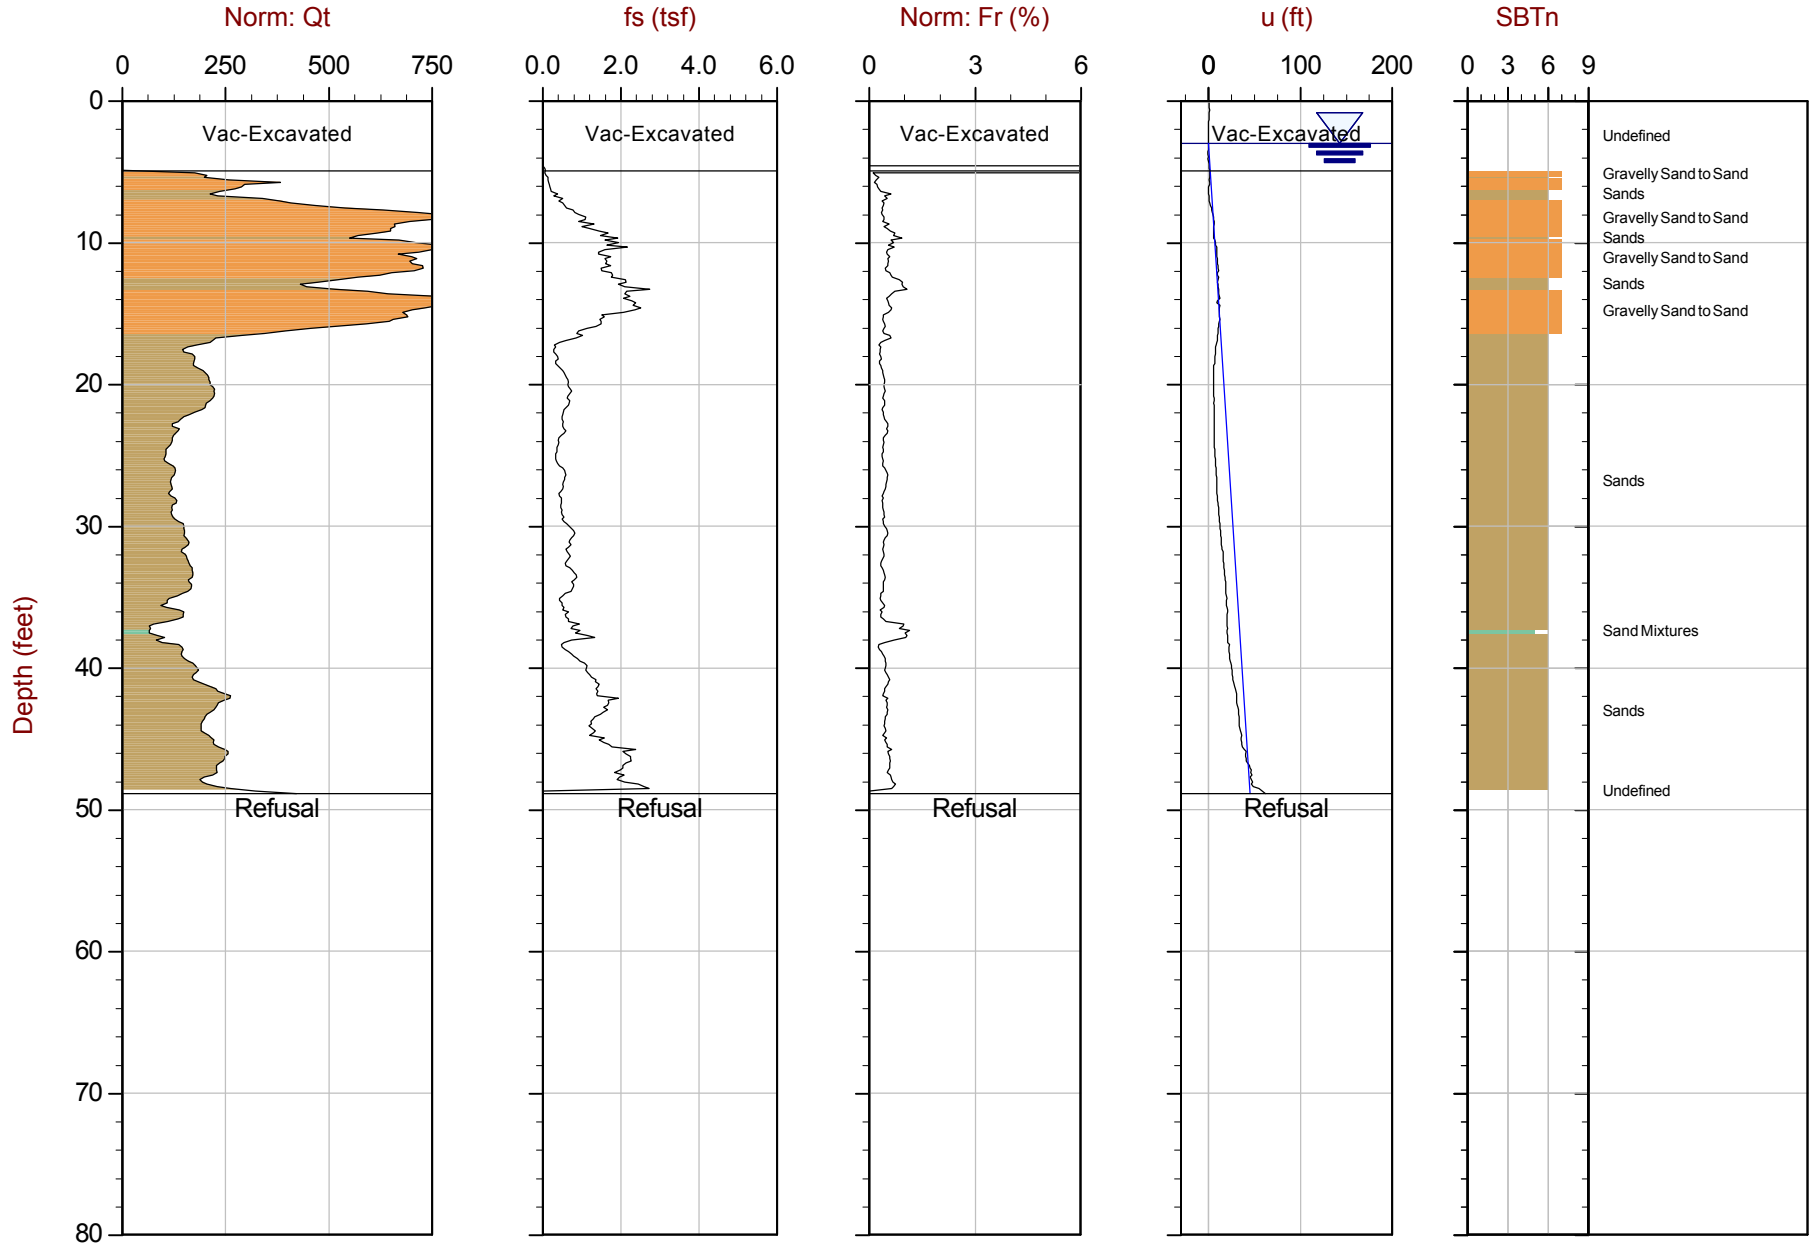 Norm: Qt fs (tsf) Norm: Fr (%) u (ft) SBTn
0 250 500 750 0.0 2.0 4.0 6.0 0 3 6 0 100 200 0 3 6 9
0
Vac-Excavated Vac-Excavated Vac-Excavated Vac-Excavated Undefined
Gravelly Sand to Sand
Sands
Gravelly Sand to Sand
Sands
10
Gravelly Sand to Sand
Sands
Gravelly Sand to Sand
20
Sands
30
Sand Mixtures
Depth (feet)
40
Sands
Undefined
50
Refusal Refusal Refusal Refusal
60
70
80